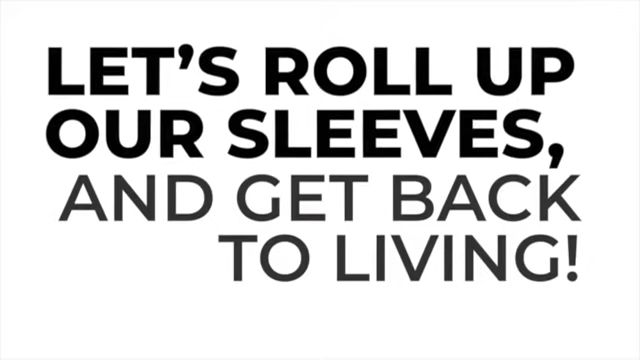 LET’S ROLL UP
OUR SLEEVES,
AND GET BACK
TO LIVING!